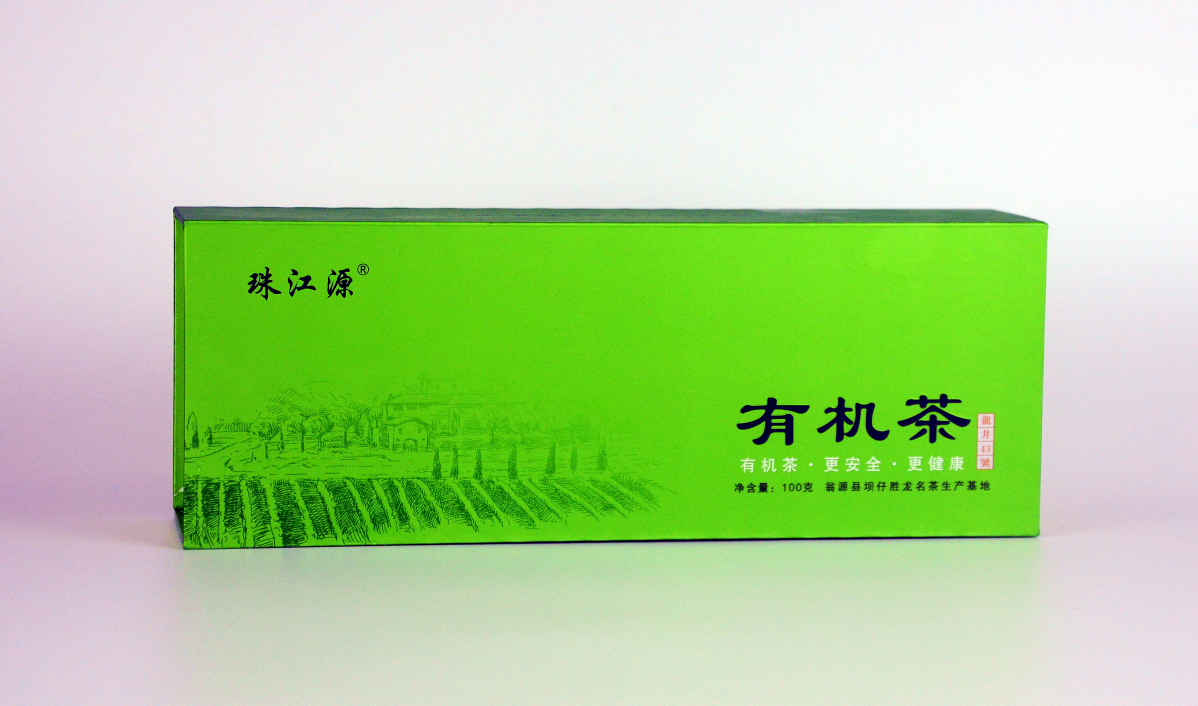 珠江源®
有机茶
龍井43號
有机茶·更安全·更健康
净含量：100克 翁源县坝仔胜龙名茶生产基地